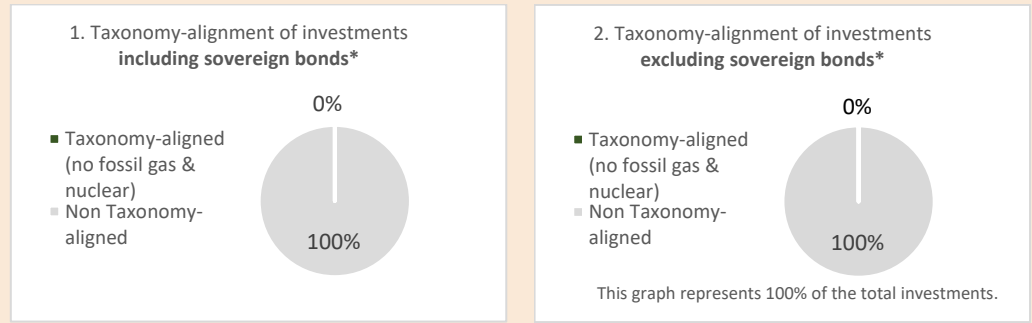 1. Taxonomy-alignment of investments
including sovereign bonds*
0%
Taxonomy-aligned
(no fossil gas &
nuclear)
Non Taxonomy-
aligned
100%
2. Taxonomy-alignment of investments
excluding sovereign bonds*
0%
Taxonomy-aligned
(no fossil gas &
nuclear)
Non Taxonomy-
aligned
100%
This graph represents 100% of the total investments.